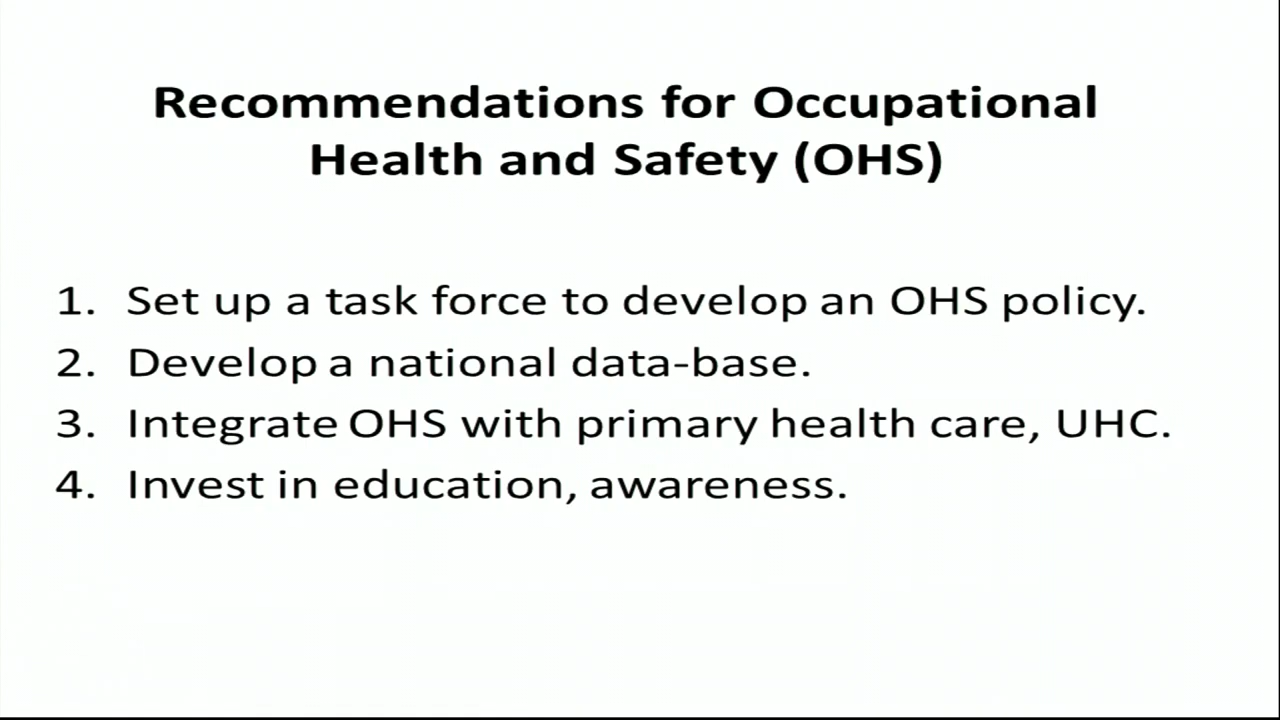 Recommendations for Occupational
Health and Safety (OHS)
1. Set up a task force to develop an OHS policy.
2. Develop a national data-base.
3. Integrate OHS with primary health care, UHC.
4. Invest in education, awareness.